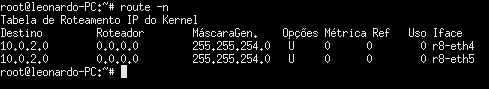 root@leonardo-PC:~# route -n
Tabela de Roteamento IP do Kernel
Destino Roteador MáscaraGen. Opções Métrica Ref Uso Iface
10.0.2.0 0.0.0.0 255.255.254.0 U 0 0 0 r8-eth4
10.0.2.0 0.0.0.0 255.255.254.0 U 0 0 0 r8-eth5
root@leonardo-PC:~#